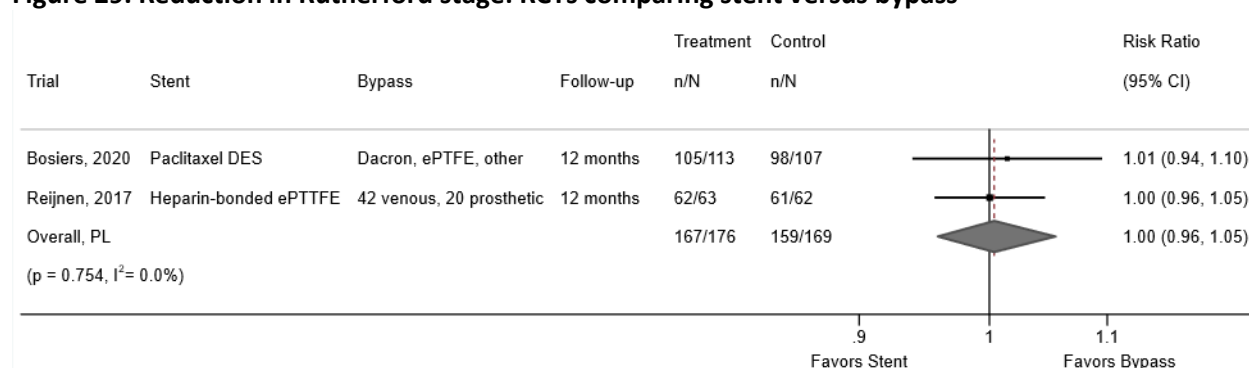 Figure 29. Reduction in Rutherford stage: RCTs comparing stent versus bypass
Treatment Control Risk Ratio
Trial Stent Bypass Follow-up n/N n/N (95% CI)
Bosiers, 2020 Paclitaxel DES Dacron, ePTFE, other 12 months 105/113 98/107 1.01 (0.94, 1.10)
Reijnen, 2017 Heparin-bonded ePTTFE 42 venous, 20 prosthetic 12 months 62/63 61/62 1.00 (0.96, 1.05)
Overall, PL 167/176 159/169 1.00 (0.96, 1.05)
(p = 0.754, I²= 0.0%)
.9 1 1.1
Favors Stent Favors Bypass